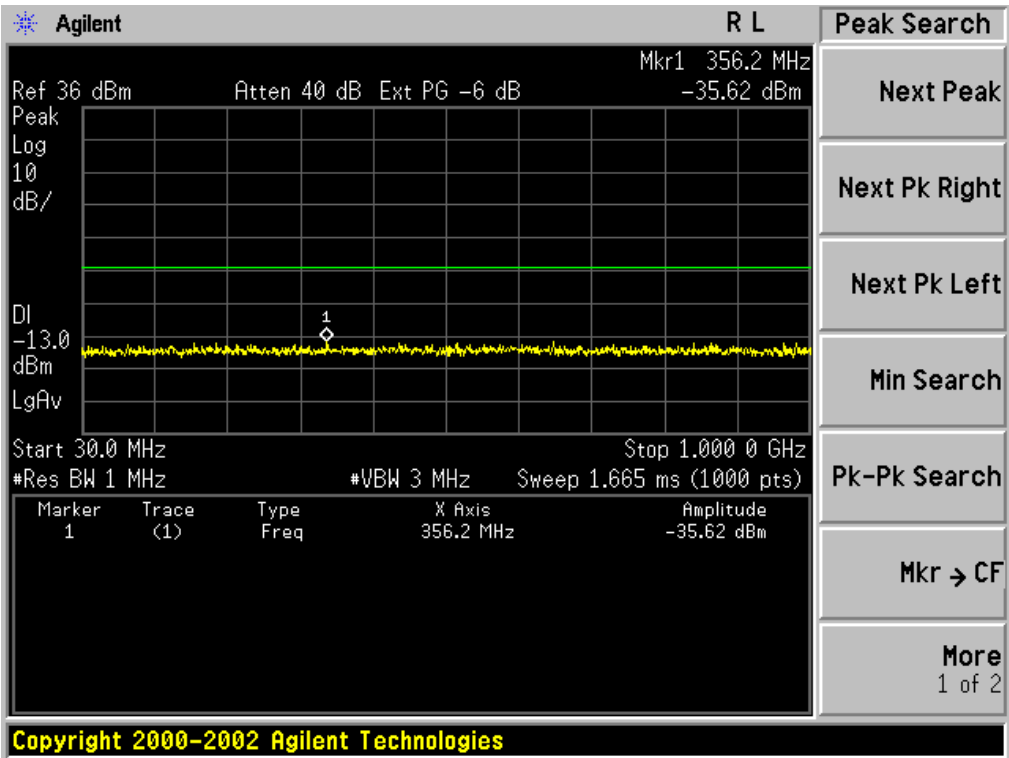 Agilent R L Peak Search
Mkr1 356.2 MHz
Ref 36 dBm Atten 40 dB Ext PG -6 dB -35.62 dBm
Peak
Log
10
dB/
1
DI
-13.0
dBm
LgAv
Start 30.0 MHz Stop 1.000 0 GHz
#Res BW 1 MHz #VBW 3 MHz Sweep 1.665 ms (1000 pts)
Marker Trace Type X Axis Amplitude
1 (1) Freq 356.2 MHz -35.62 dBm
Next Peak
Next Pk Right
Next Pk Left
Min Search
Pk-Pk Search
Mkr → CF
More
1 of 2
Copyright 2000-2002 Agilent Technologies